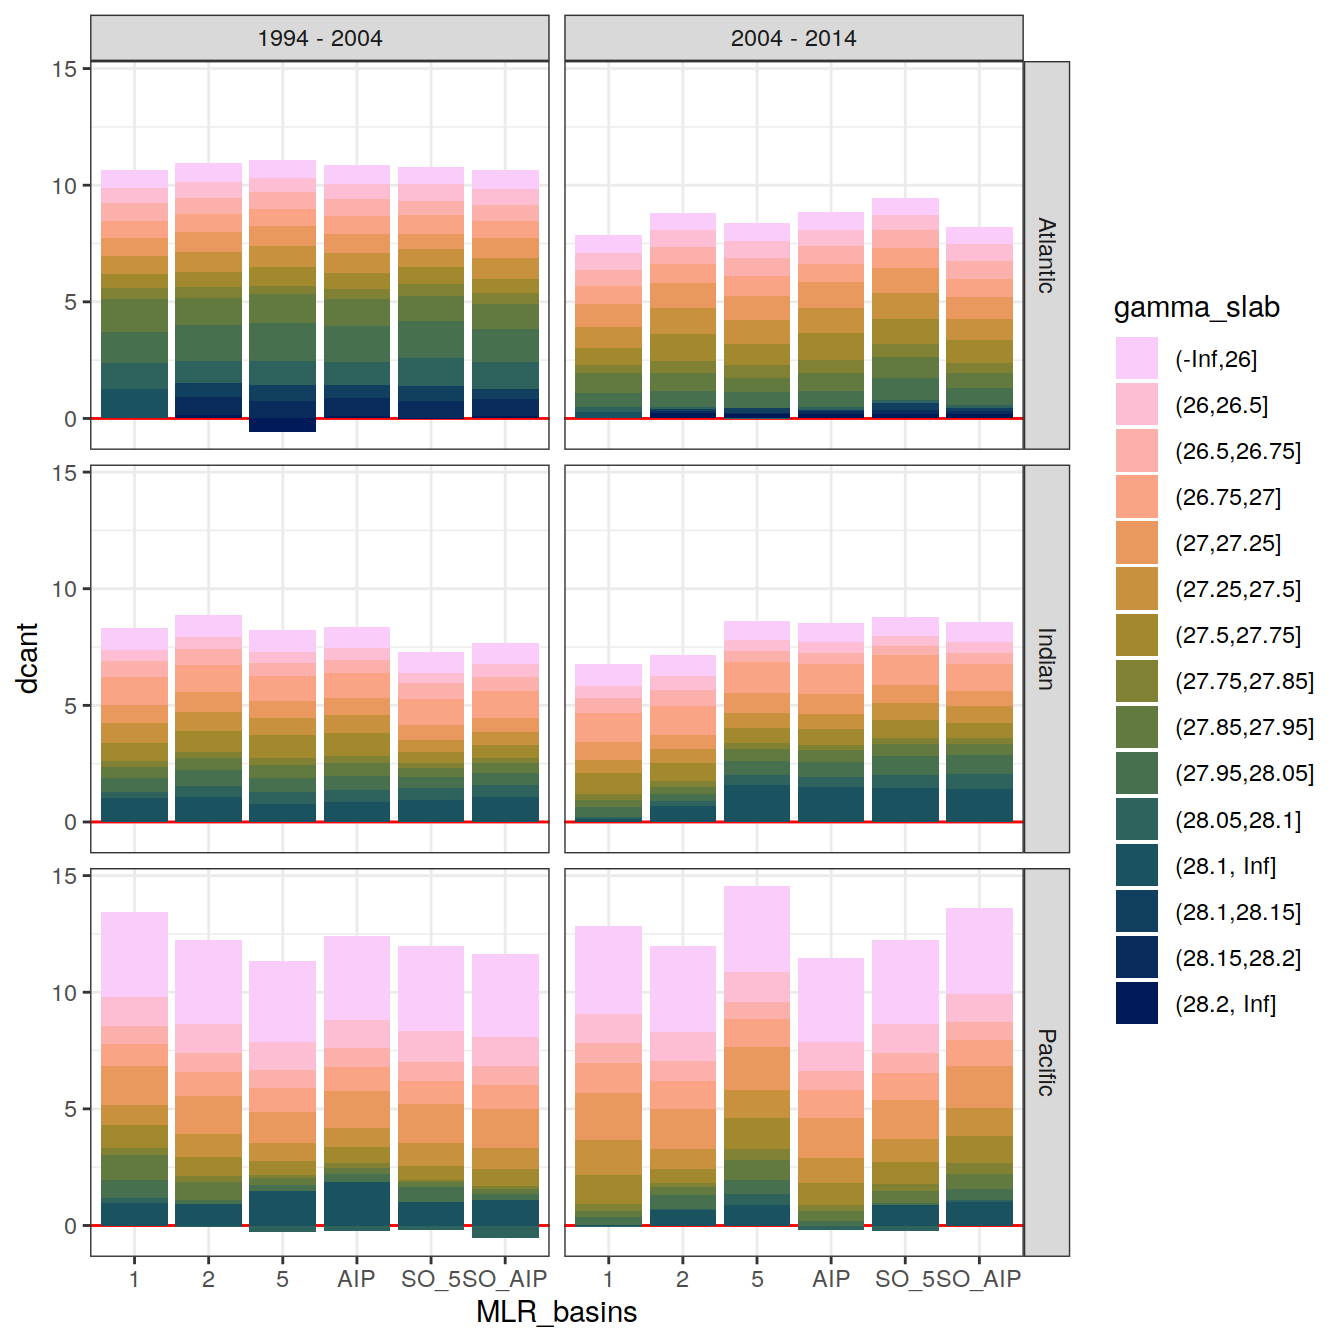 1994 - 2004
2004 - 2014
15
10
5
0
Atlantic
15
10
5
0
Indian
15
10
5
0
Pacific
dcant
1 2 5 AIP SO_5 SO_AIP
1 2 5 AIP SO_5 SO_AIP
MLR_basins
gamma_slab
(-Inf,26]
(26,26.5]
(26.5,26.75]
(26.75,27]
(27,27.25]
(27.25,27.5]
(27.5,27.75]
(27.75,27.85]
(27.85,27.95]
(27.95,28.05]
(28.05,28.1]
(28.1, Inf]
(28.1,28.15]
(28.15,28.2]
(28.2, Inf]